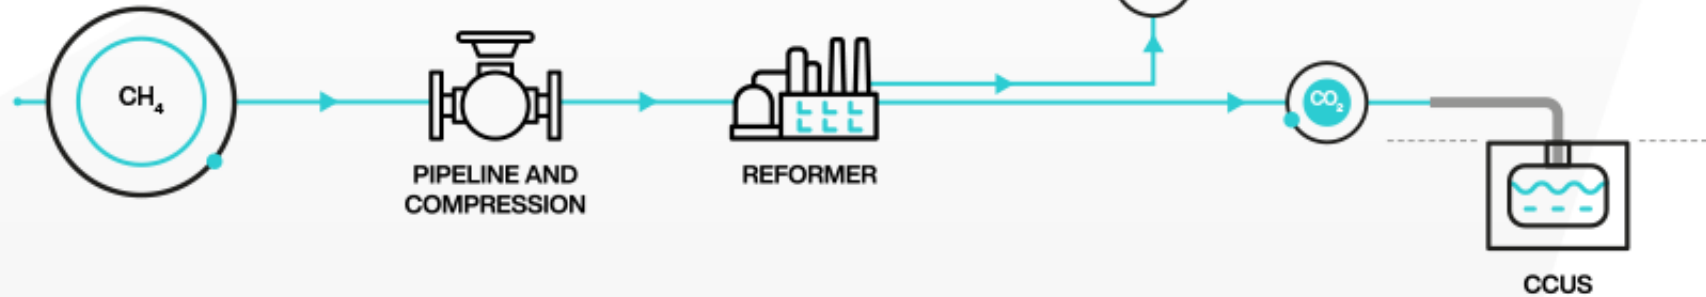 CH₄
PIPELINE AND
COMPRESSION
REFORMER
CO₂
CCUS